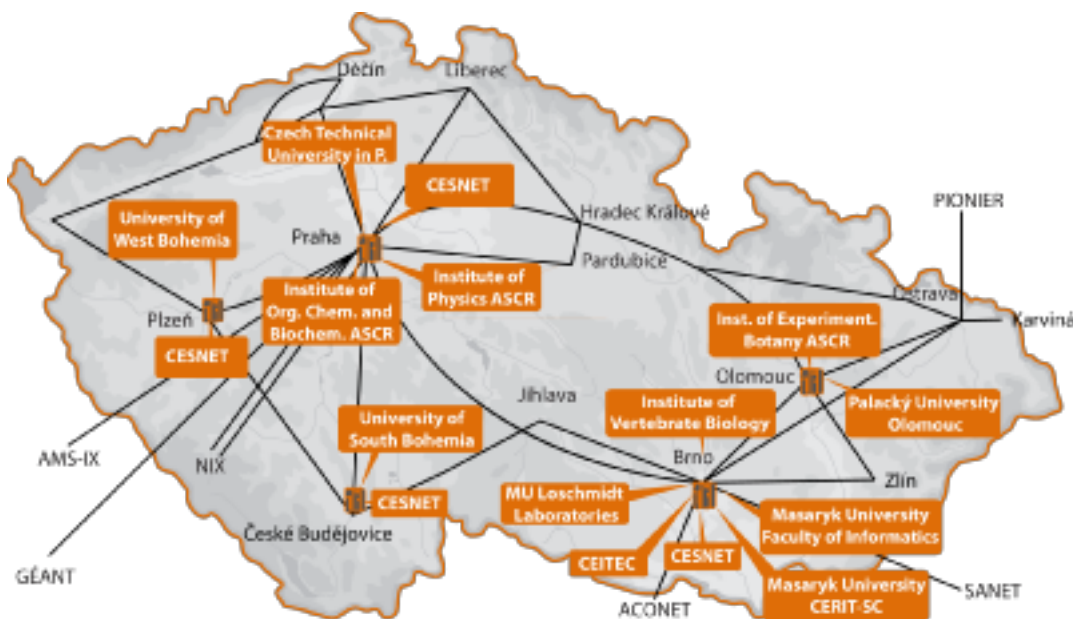 Děčín
Liberec
Czech Technical
University in P.
CESNET
University of
West Bohemia
Praha
Hradec Králové
PIONIER
Institute of
Physics ASCR
Pardubice
Plzeň
Institute of
Org. Chem. and
Biochem. ASCR
Ostrava
Karviná
CESNET
Inst. of Experiment.
Botany ASCR
Olomouc
Jihlava
Palacký University
Olomouc
University of
South Bohemia
Institute of
Vertebrate Biology
AMS-IX
NIX
Brno
Zlín
CESNET
MU Loschmidt
Laboratories
Masaryk University
Faculty of Informatics
České Budějovice
CEITEC
CESNET
GÉANT
Masaryk University
CERIT-SC
ACONET
SANET